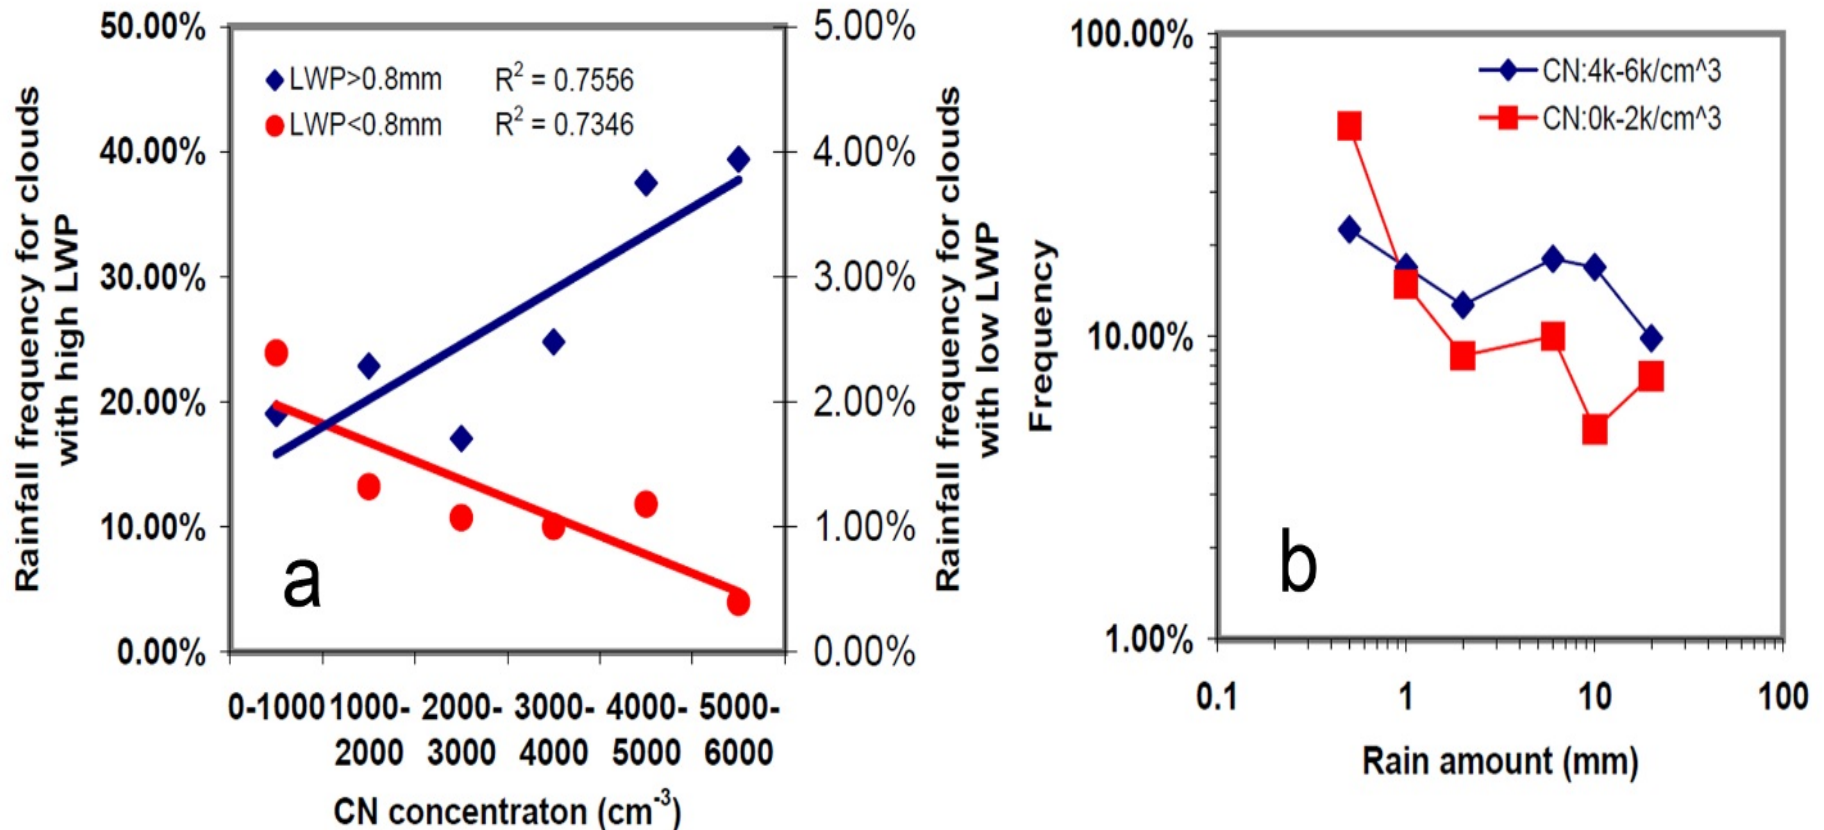 50.00%
40.00%
30.00%
20.00%
10.00%
0.00%
Rainfall frequency for clouds
with high LWP
LWP>0.8mm R² = 0.7556
LWP<0.8mm R² = 0.7346
a
5.00%
4.00%
3.00%
2.00%
1.00%
0.00%
Rainfall frequency for clouds
with low LWP
0-1000 1000- 2000- 3000- 4000- 5000-
2000 3000 4000 5000 6000
CN concentraton (cm⁻³)
100.00%
10.00%
1.00%
Frequency
CN:4k-6k/cm^3
CN:0k-2k/cm^3
b
0.1 1 10 100
Rain amount (mm)